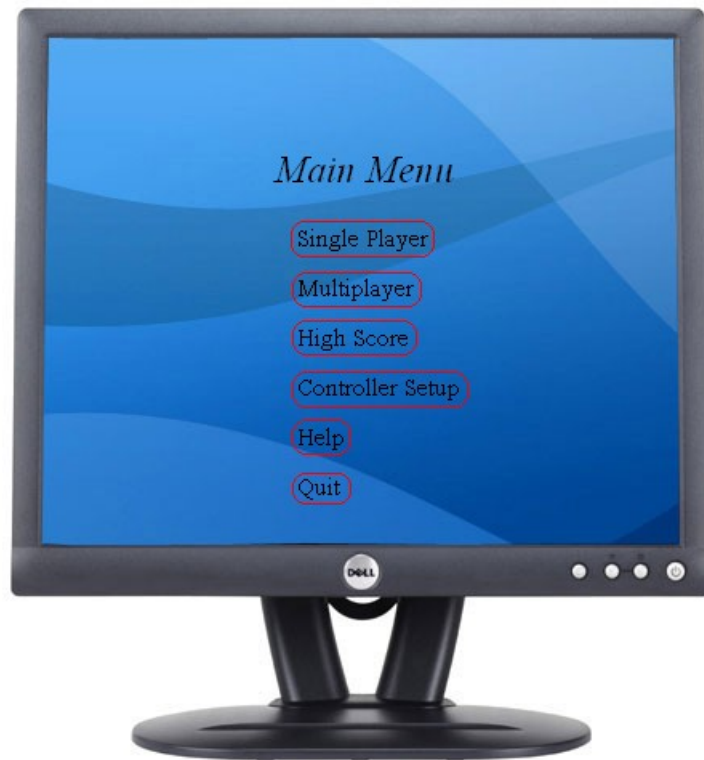 Main Menu
Single Player
Multiplayer
High Score
Controller Setup
Help
Quit
DELL